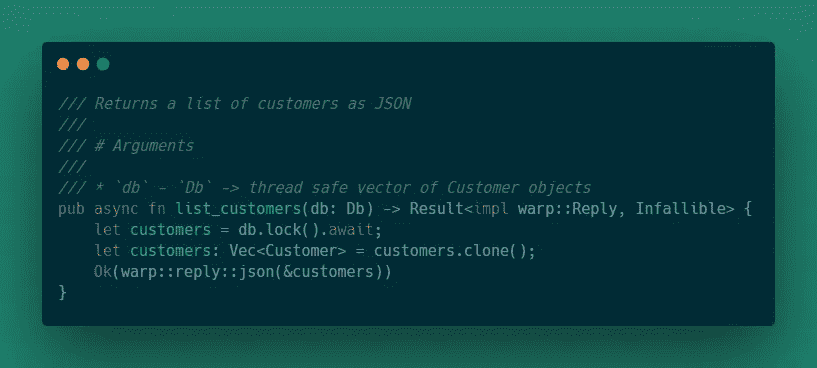 /// Returns a list of customers as JSON
///
/// # Arguments
///
/// * `db` - `Db` -> thread safe vector of Customer objects
pub async fn list_customers(db: Db) -> Result<impl warp::Reply, Infallible> {
    let customers = db.lock().await;
    let customers: Vec<Customer> = customers.clone();
    Ok(warp::reply::json(&customers))
}